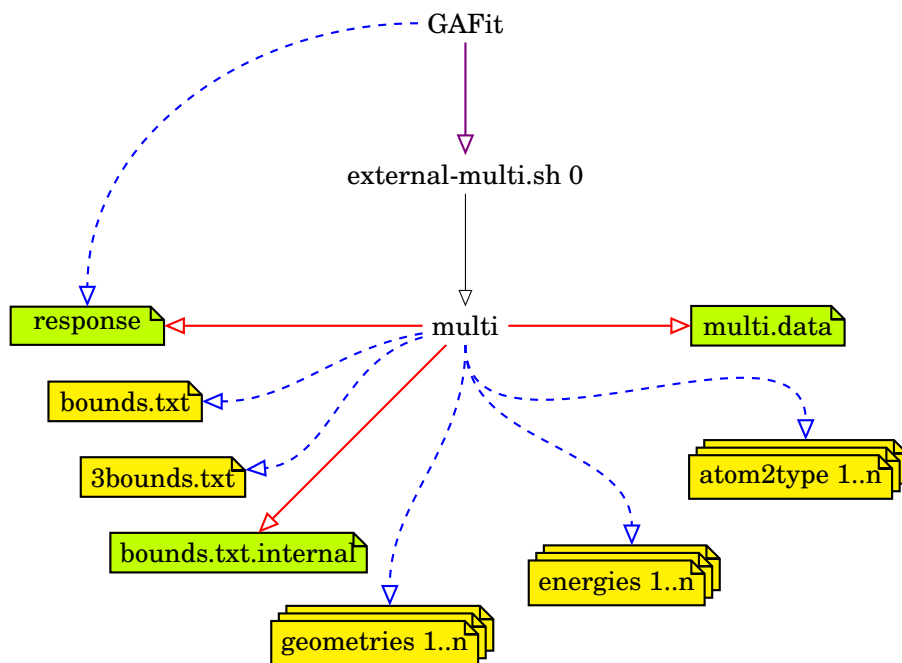 GAFit
external-multi.sh 0
response
multi
multi.data
bounds.txt
3bounds.txt
atom2type 1..n
bounds.txt.internal
energies 1..n
geometries 1..n